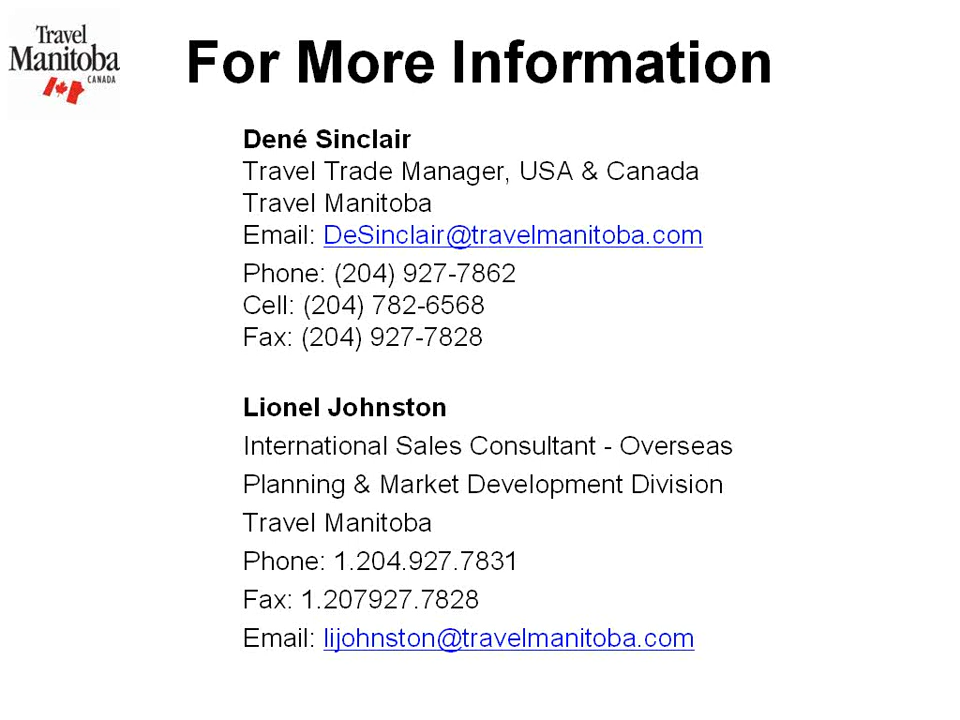 Travel
Manitoba
CANADA
For More Information
Dené Sinclair
Travel Trade Manager, USA & Canada
Travel Manitoba
Email: DeSinclair@travelmanitoba.com
Phone: (204) 927-7862
Cell: (204) 782-6568
Fax: (204) 927-7828
Lionel Johnston
International Sales Consultant - Overseas
Planning & Market Development Division
Travel Manitoba
Phone: 1.204.927.7831
Fax: 1.207927.7828
Email: lijohnston@travelmanitoba.com